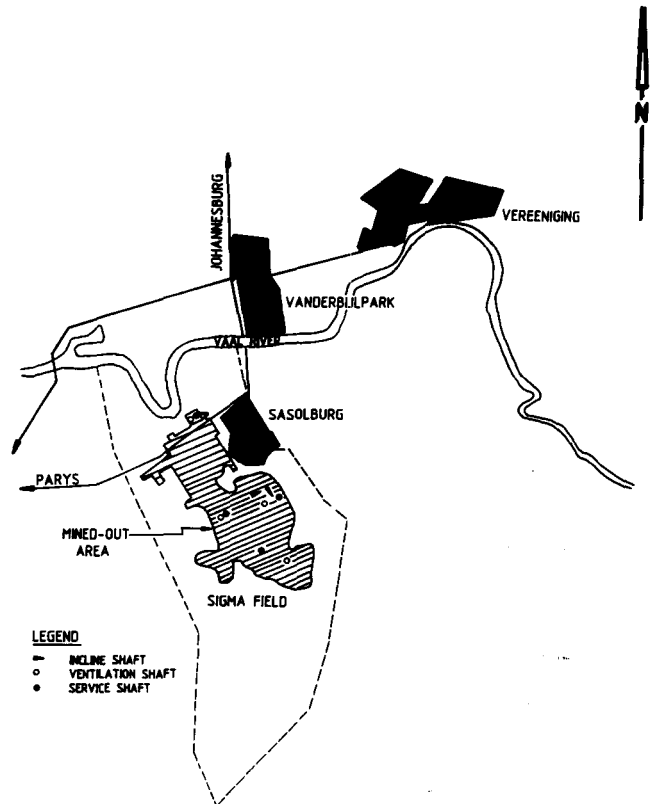 N
JOHANNESBURG
VEREENIGING
VANDERBIJLPARK
VAAL RIVER
SASOLBURG
PARYS
MINED-OUT
AREA
SIGMA FIELD
LEGEND
INCLINE SHAFT
VENTILATION SHAFT
SERVICE SHAFT